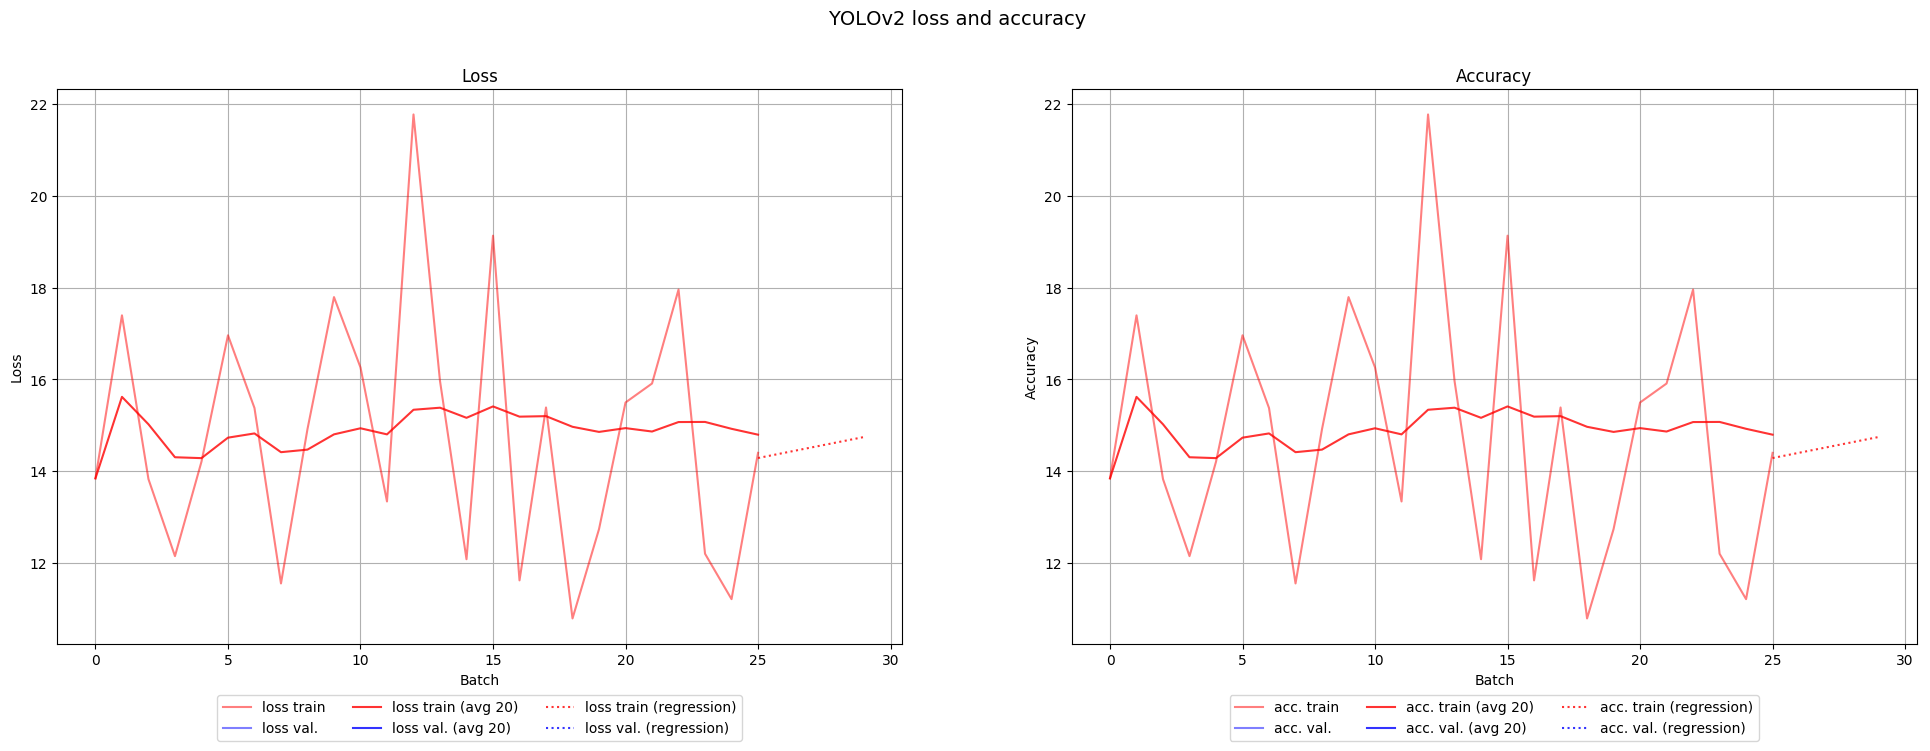 YOLOv2 loss and accuracy
Loss
22
20
18
16
14
12
Loss
0 5 10 15 20 25 30
Batch
loss train loss train (avg 20) loss train (regression)
loss val. loss val. (avg 20) loss val. (regression)
Accuracy
22
20
18
16
14
12
Accuracy
0 5 10 15 20 25 30
Batch
acc. train acc. train (avg 20) acc. train (regression)
acc. val. acc. val. (avg 20) acc. val. (regression)